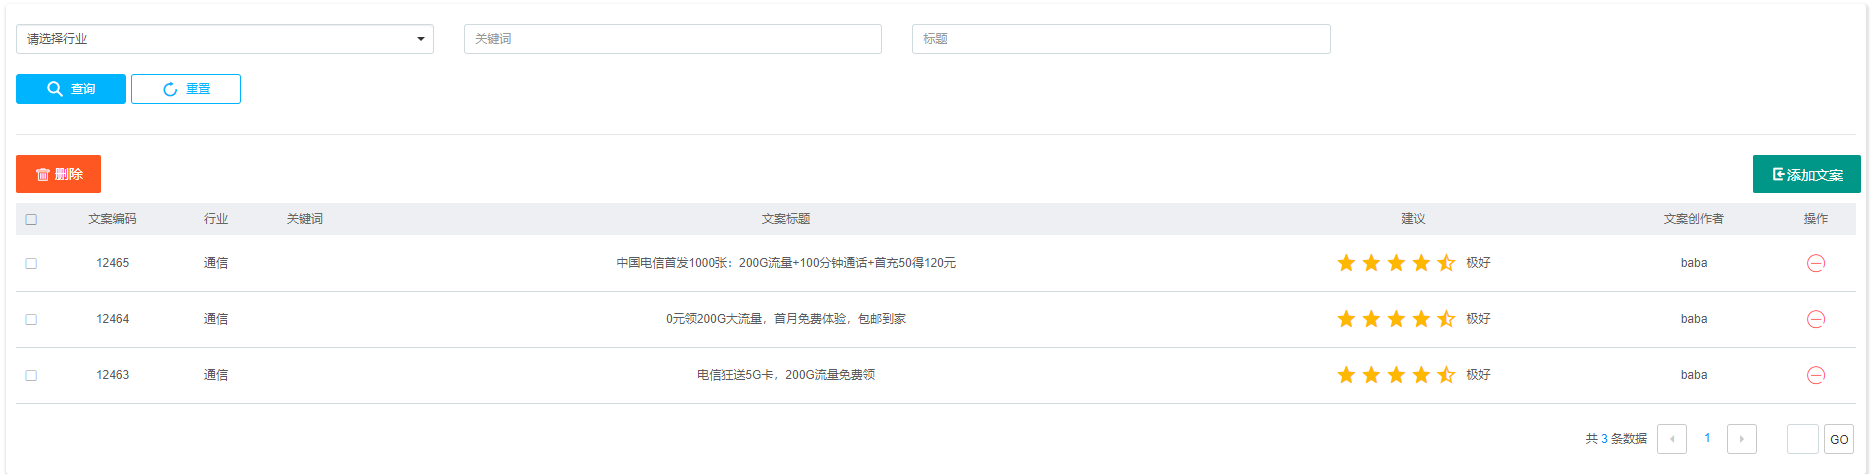 请选择行业 关键词 标题
查询 重置
删除 添加文案
文案编码 行业 关键词 文案标题 建议 文案创作者 操作
12465 通信 中国电信首发1000张：200G流量+100分钟通话+首充50得120元 极好 baba
12464 通信 0元领200G大流量，首月免费体验，包邮到家 极好 baba
12463 通信 电信狂送5G卡，200G流量免费领 极好 baba
共 3 条数据 1 GO